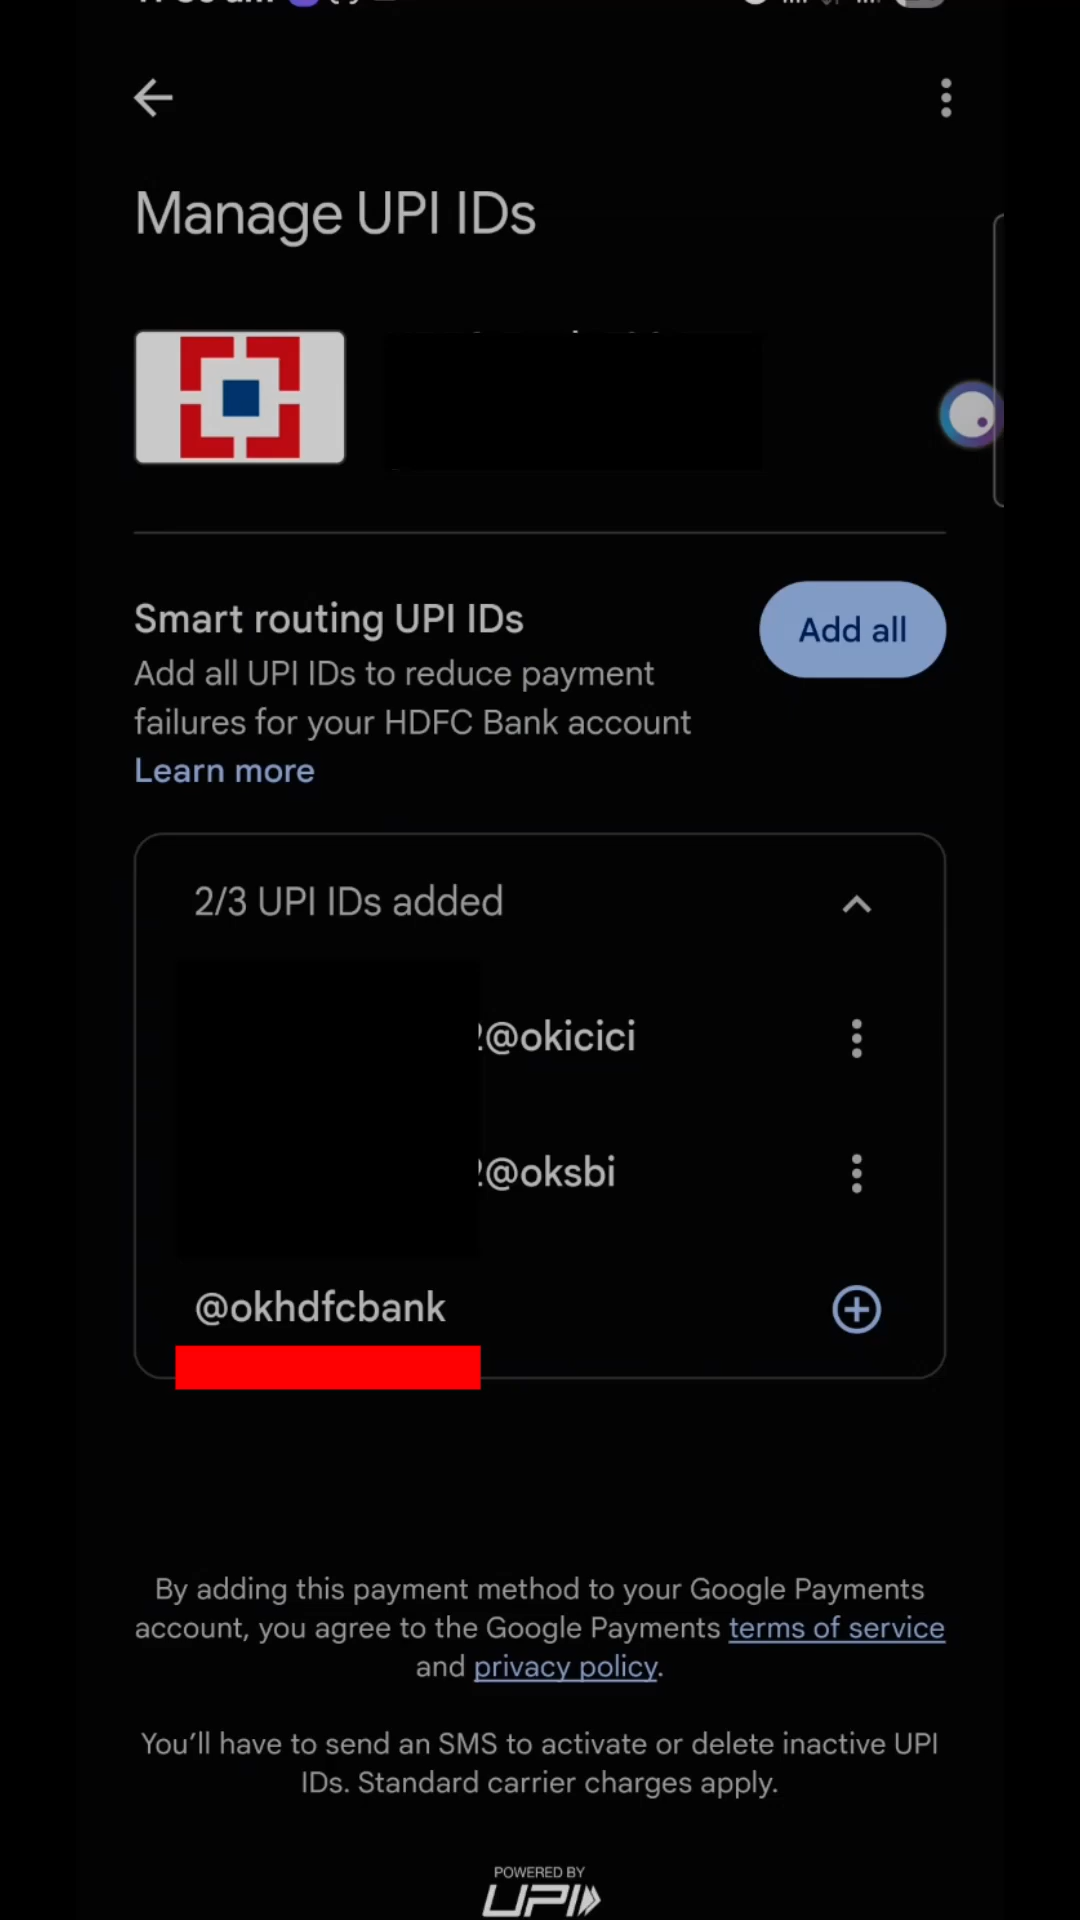 Manage UPI IDs
Smart routing UPI IDs
Add all
Add all UPI IDs to reduce payment
failures for your HDFC Bank account
Learn more
2/3 UPI IDs added
@okicici
@oksbi
@okhdfcbank
By adding this payment method to your Google Payments
account, you agree to the Google Payments terms of service
and privacy policy.
You’ll have to send an SMS to activate or delete inactive UPI
IDs. Standard carrier charges apply.
POWERED BY
UPI